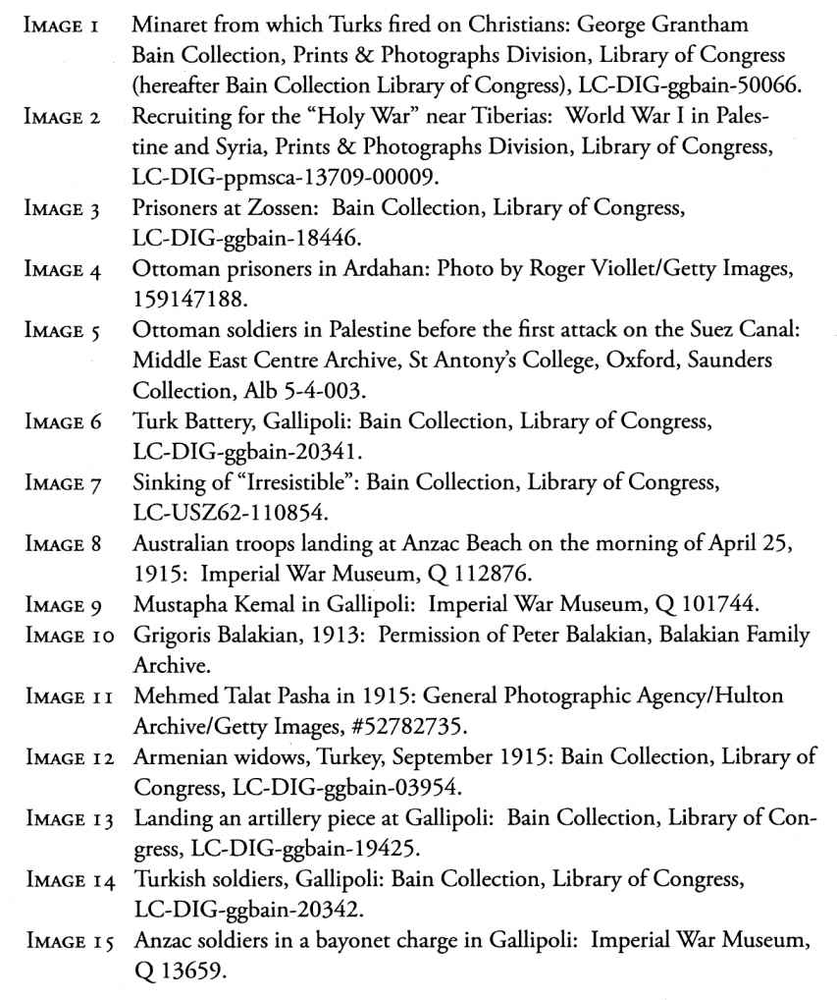 Image 1 Minaret from which Turks fired on Christians: George Grantham
Bain Collection, Prints & Photographs Division, Library of Congress
(hereafter Bain Collection Library of Congress), LC-DIG-ggbain-50066.
Image 2 Recruiting for the “Holy War” near Tiberias: World War I in Pales-
tine and Syria, Prints & Photographs Division, Library of Congress,
LC-DIG-ppmsca-13709-00009.
Image 3 Prisoners at Zossen: Bain Collection, Library of Congress,
LC-DIG-ggbain-18446.
Image 4 Ottoman prisoners in Ardahan: Photo by Roger Viollet/Getty Images,
159147188.
Image 5 Ottoman soldiers in Palestine before the first attack on the Suez Canal:
Middle East Centre Archive, St Antony’s College, Oxford, Saunders
Collection, Alb 5-4-003.
Image 6 Turk Battery, Gallipoli: Bain Collection, Library of Congress,
LC-DIG-ggbain-20341.
Image 7 Sinking of “Irresistible”: Bain Collection, Library of Congress,
LC-USZ62-110854.
Image 8 Australian troops landing at Anzac Beach on the morning of April 25,
1915: Imperial War Museum, Q 112876.
Image 9 Mustapha Kemal in Gallipoli: Imperial War Museum, Q 101744.
Image 10 Grigoris Balakian, 1913: Permission of Peter Balakian, Balakian Family
Archive.
Image 11 Mehmed Talat Pasha in 1915: General Photographic Agency/Hulton
Archive/Getty Images, #52782735.
Image 12 Armenian widows, Turkey, September 1915: Bain Collection, Library of
Congress, LC-DIG-ggbain-03954.
Image 13 Landing an artillery piece at Gallipoli: Bain Collection, Library of Con-
gress, LC-DIG-ggbain-19425.
Image 14 Turkish soldiers, Gallipoli: Bain Collection, Library of Congress,
LC-DIG-ggbain-20342.
Image 15 Anzac soldiers in a bayonet charge in Gallipoli: Imperial War Museum,
Q 13659.